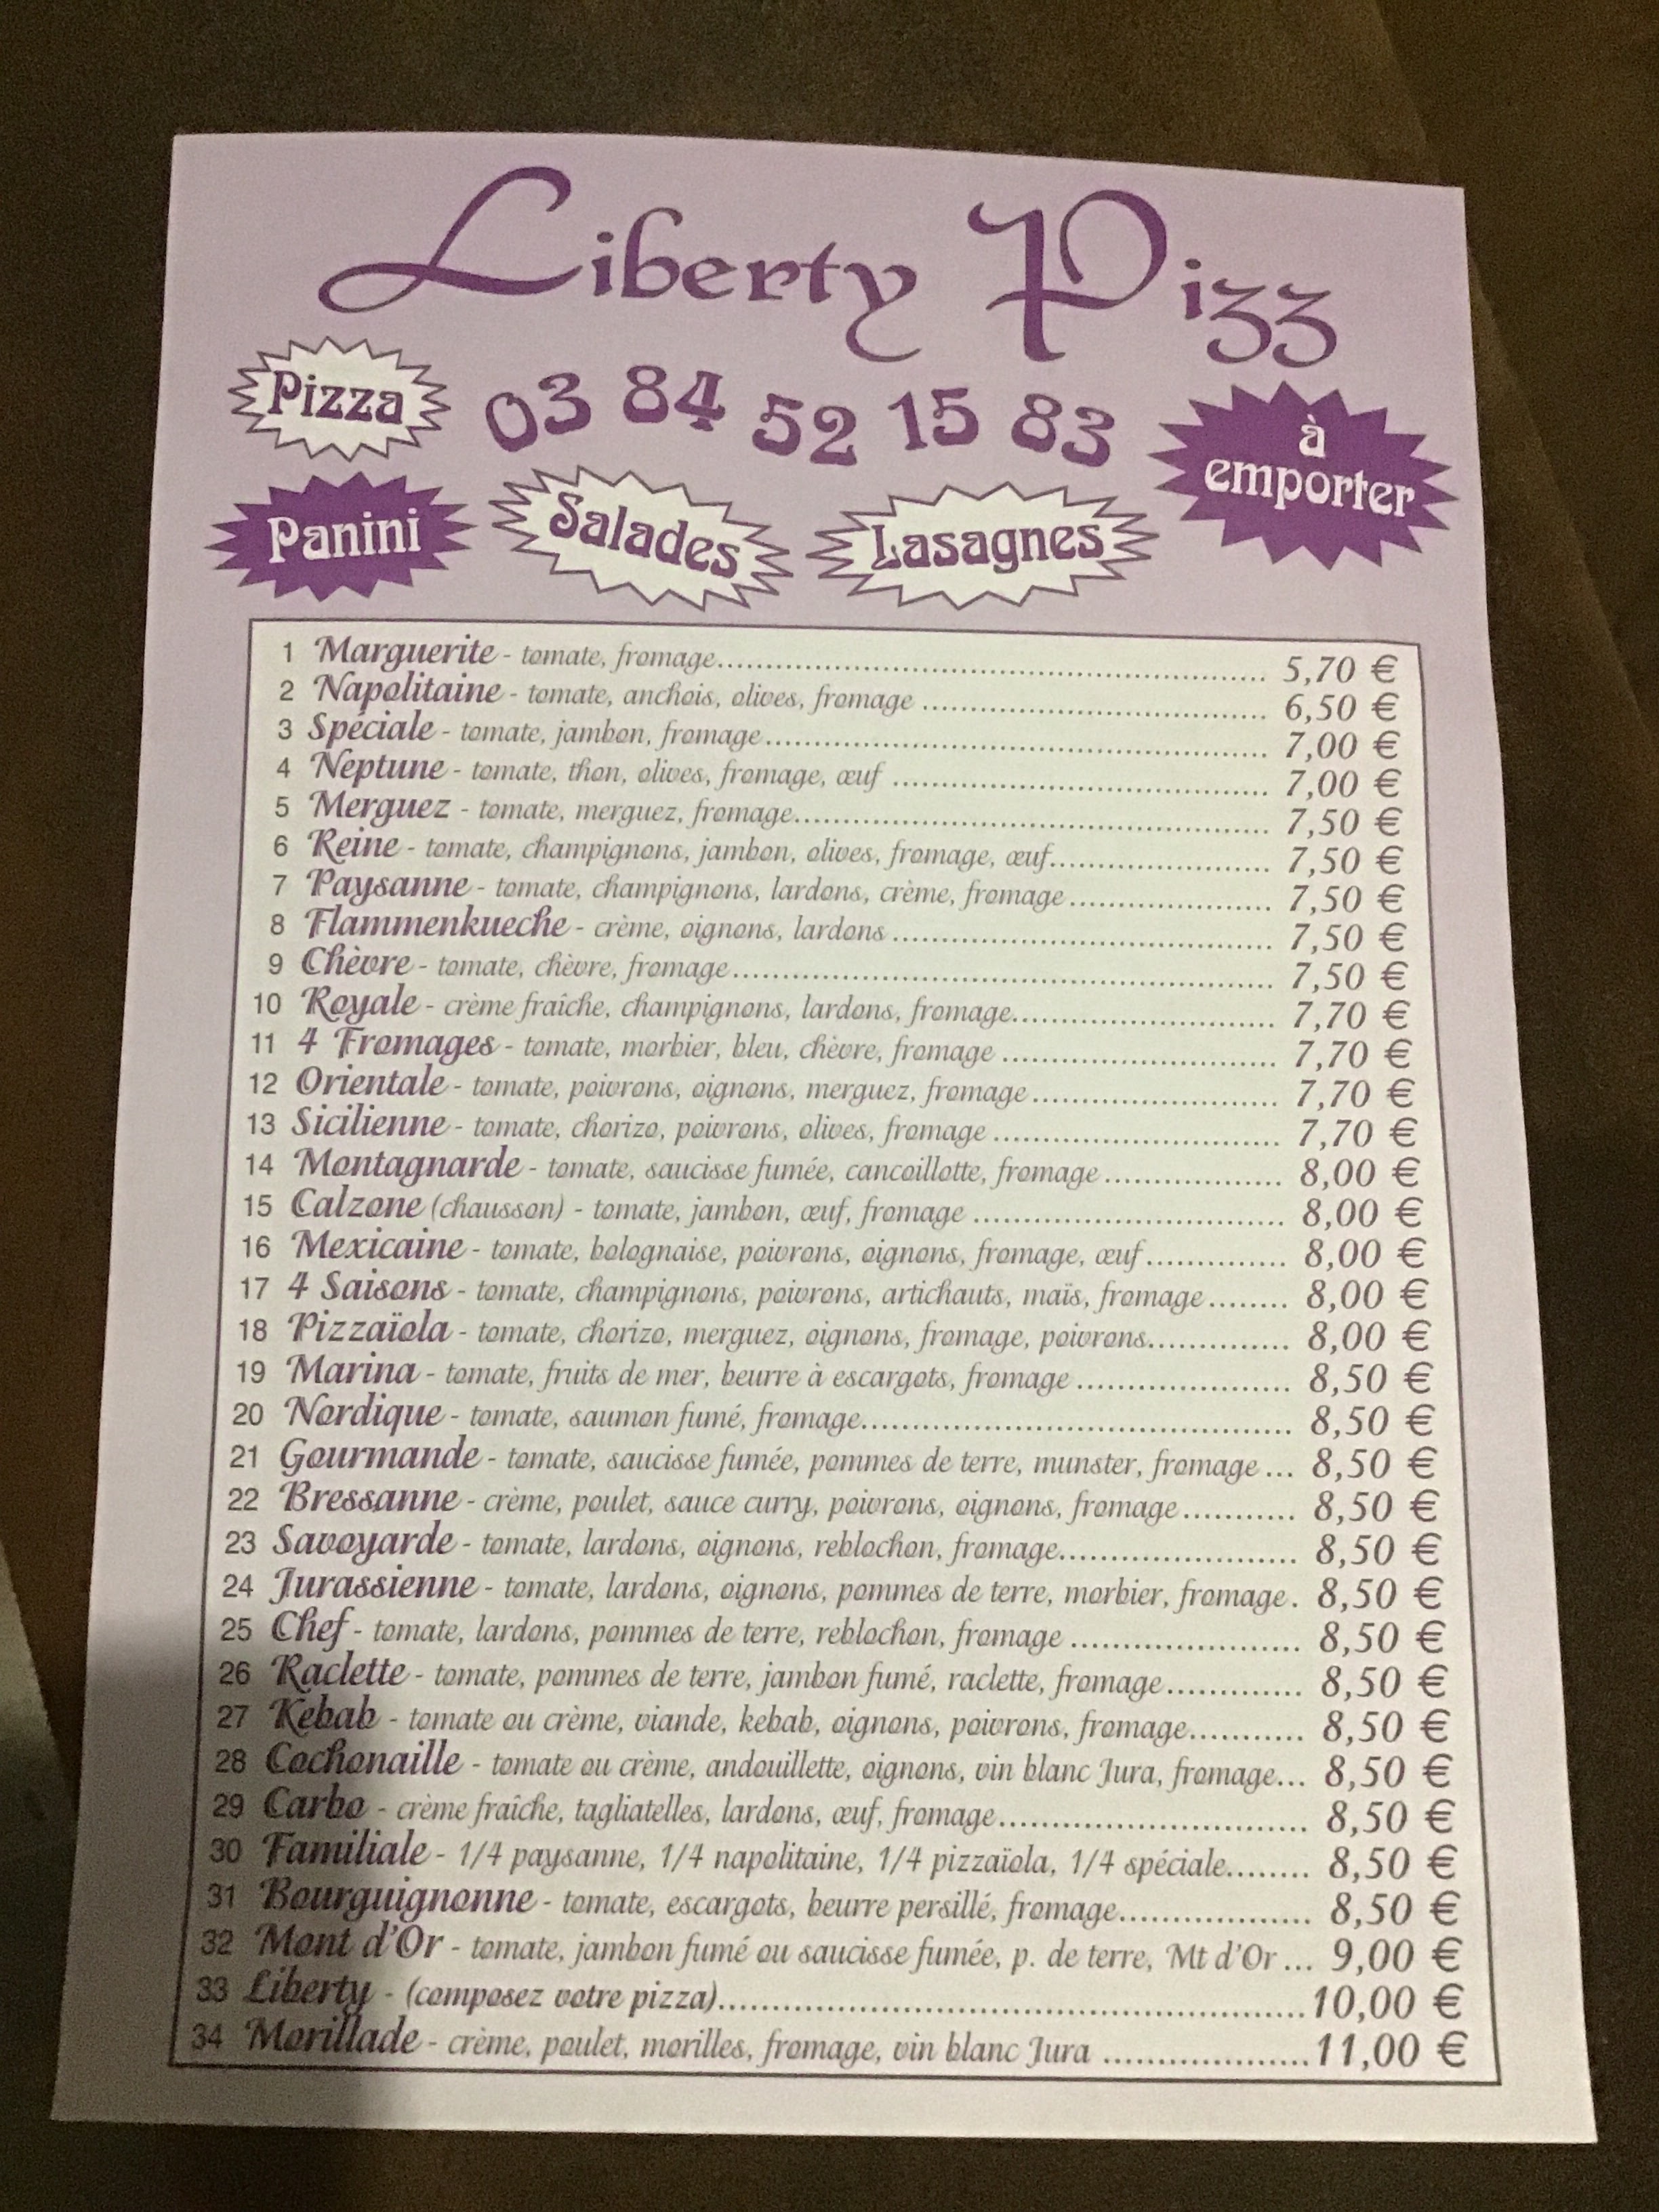 Liberty Pizz
Pizza
03 84 52 15 83
à
emporter
Panini
Salades
Lasagnes
1 Marguerite - tomate, fromage.................... 5,70 €
2 Napolitaine - tomate, anchois, olives, fromage .................... 6,50 €
3 Spéciale - tomate, jambon, fromage.................... 7,00 €
4 Neptune - tomate, thon, olives, fromage, œuf .................... 7,00 €
5 Merguez - tomate, merguez, fromage.................... 7,50 €
6 Reine - tomate, champignons, jambon, olives, fromage, œuf.................... 7,50 €
7 Paysanne - tomate, champignons, lardons, crème, fromage.................... 7,50 €
8 Flammenkueche - crème, oignons, lardons .................... 7,50 €
9 Chèvre - tomate, chèvre, fromage.................... 7,50 €
10 Royale - crème fraîche, champignons, lardons, fromage.................... 7,70 €
11 4 Fromages - tomate, morbier, bleu, chèvre, fromage .................... 7,70 €
12 Orientale - tomate, poivrons, oignons, merguez, fromage .................... 7,70 €
13 Sicilienne - tomate, chorizo, poivrons, olives, fromage .................... 7,70 €
14 Montagnarde - tomate, saucisse fumée, cancoillotte, fromage .................... 8,00 €
15 Calzone (chausson) - tomate, jambon, œuf, fromage .................... 8,00 €
16 Mexicaine - tomate, bolognaise, poivrons, oignons, fromage, œuf .............. 8,00 €
17 4 Saisons - tomate, champignons, poivrons, artichauts, maïs, fromage ........ 8,00 €
18 Pizzaïola - tomate, chorizo, merguez, oignons, fromage, poivrons.............. 8,00 €
19 Marina - tomate, fruits de mer, beurre à escargots, fromage .................... 8,50 €
20 Nordique - tomate, saumon fumé, fromage.................... 8,50 €
21 Gourmande - tomate, saucisse fumée, pommes de terre, munster, fromage ... 8,50 €
22 Bressanne - crème, poulet, sauce curry, poivrons, oignons, fromage ........... 8,50 €
23 Savoyarde - tomate, lardons, oignons, reblochon, fromage.................... 8,50 €
24 Jurassienne - tomate, lardons, oignons, pommes de terre, morbier, fromage . 8,50 €
25 Chef - tomate, lardons, pommes de terre, reblochon, fromage .................... 8,50 €
26 Raclette - tomate, pommes de terre, jambon fumé, raclette, fromage ............. 8,50 €
27 Kebab - tomate ou crème, viande, kebab, oignons, poivrons, fromage........... 8,50 €
28 Cochonaille - tomate ou crème, andouillette, oignons, vin blanc Jura, fromage... 8,50 €
29 Carbo - crème fraîche, tagliatelles, lardons, œuf, fromage.................... 8,50 €
30 Familiale - 1/4 paysanne, 1/4 napolitaine, 1/4 pizzaïola, 1/4 spéciale........ 8,50 €
31 Bourguignonne - tomate, escargots, beurre persillé, fromage.................. 8,50 €
32 Mont d'Or - tomate, jambon fumé ou saucisse fumée, p. de terre, Mt d'Or ... 9,00 €
33 Liberty - (composez votre pizza).................... 10,00 €
34 Morillade - crème, poulet, morilles, fromage, vin blanc Jura .................... 11,00 €